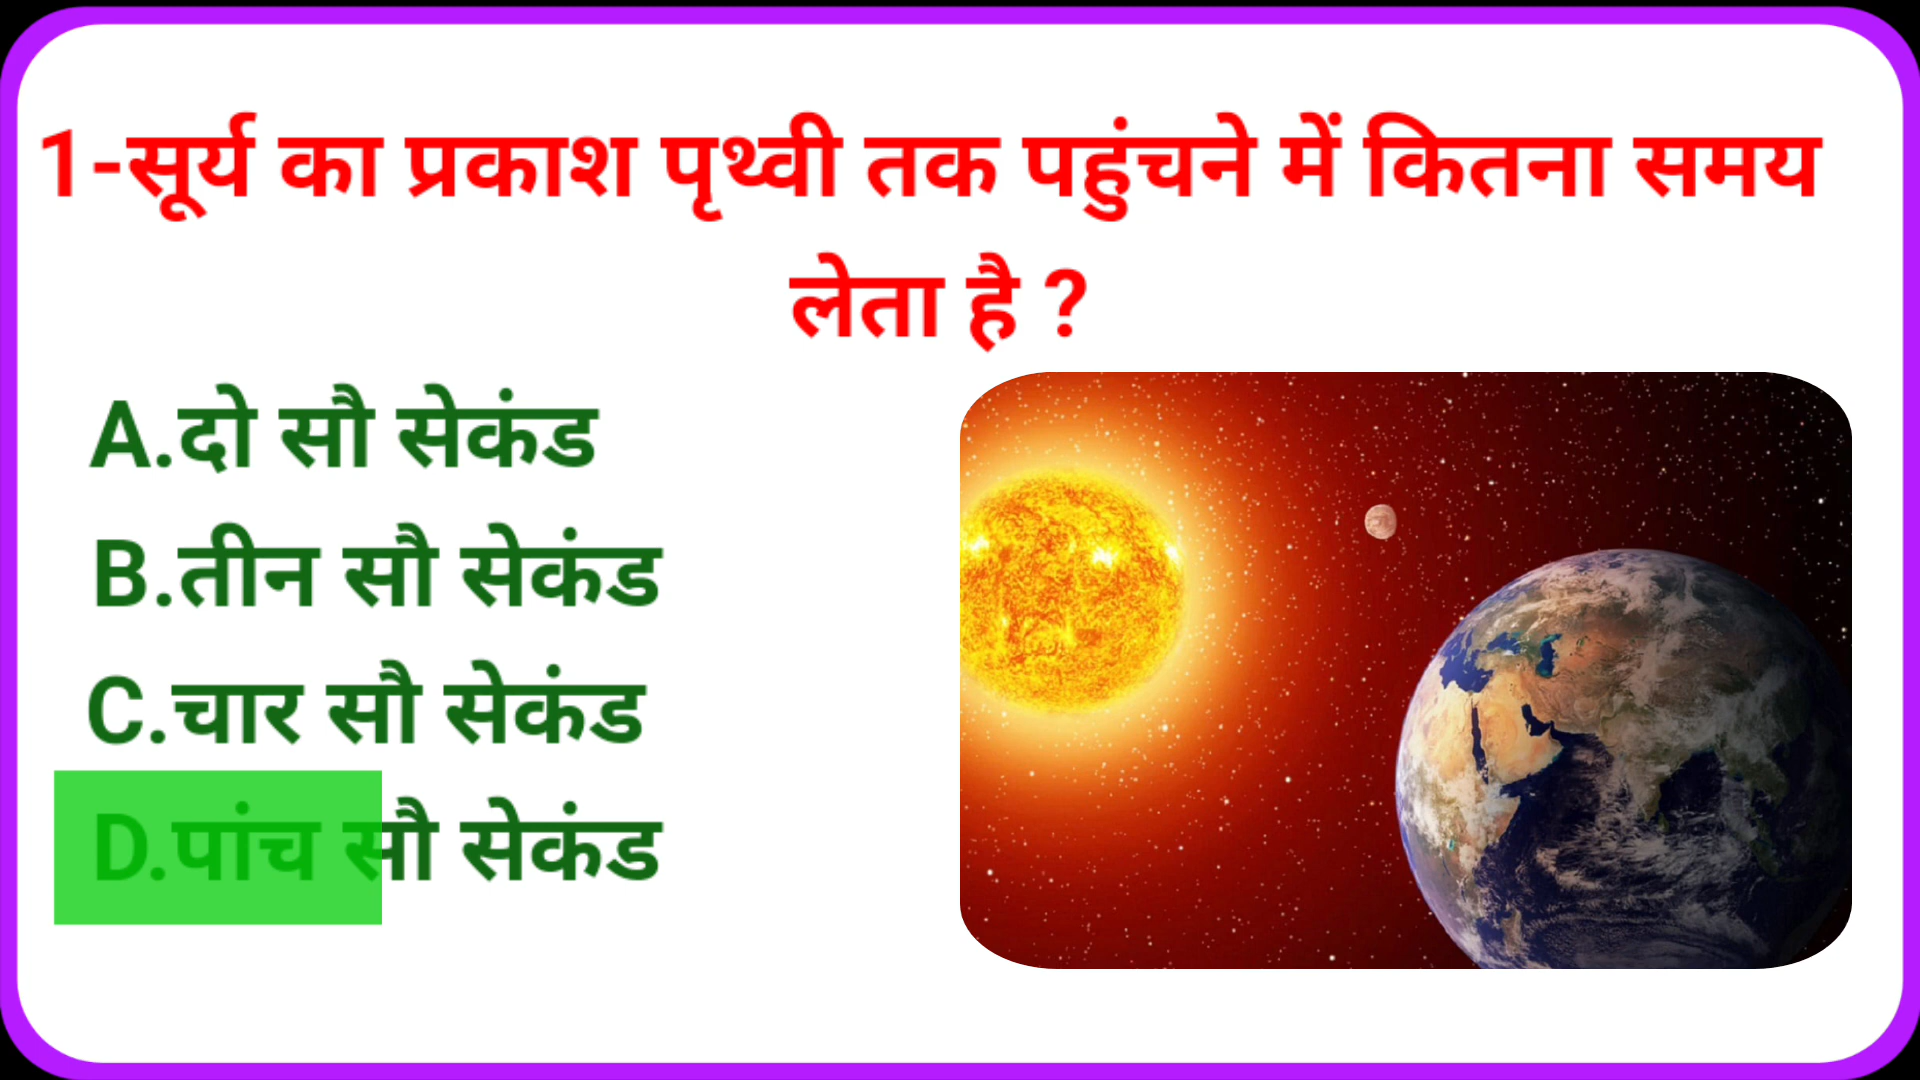 1-सूर्य का प्रकाश पृथ्वी तक पहुंचने में कितना समय
लेता है ?
A.दो सौ सेकंड
B.तीन सौ सेकंड
C.चार सौ सेकंड
D.पांच सौ सेकंड